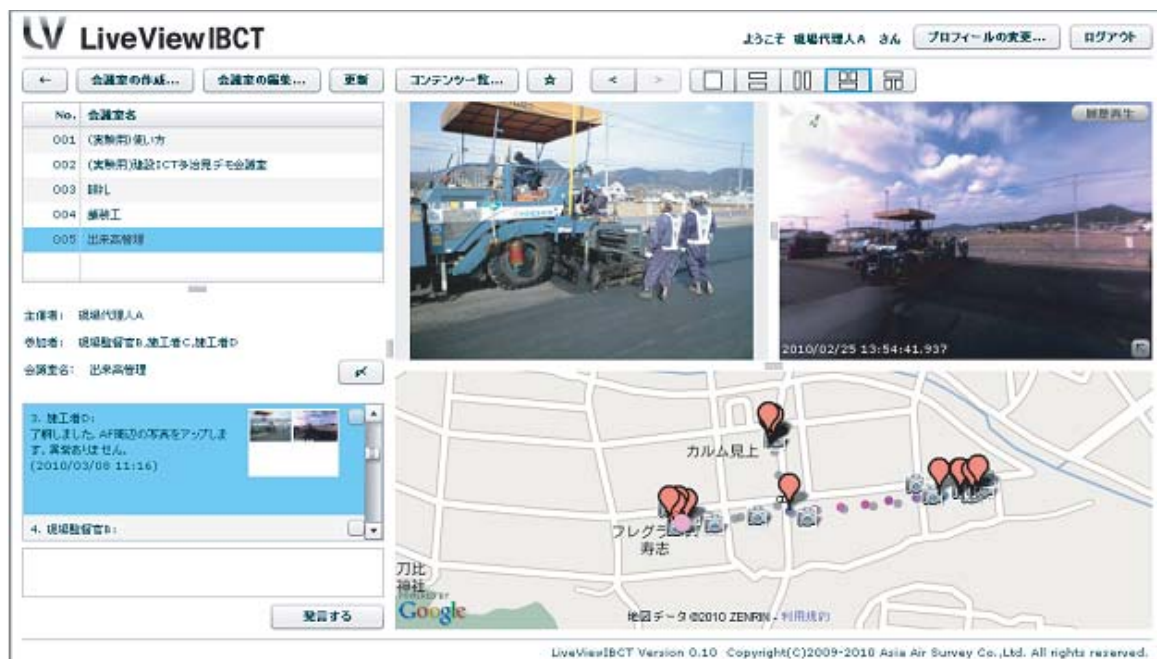 LV LiveViewIBCT
ようこそ 現場代理人A さん
プロフィールの変更...
ログアウト
←
会議室の作成...
会議室の編集...
更新
コンテンツ一覧...
☆
<
>
No. 会議室名
001 (実験用)使い方
002 (実験用)建設ICT多治見デモ会議室
003
004 舗装工
005 出来高管理
主催者: 現場代理人A
参加者: 現場監督官B,施工者C,施工者D
会議室名: 出来高管理
3. 施工者D:
了解しました。AF周辺の写真をアップしま
す。異常ありません。
(2010/03/08 11:16)
4. 現場監督官B:
発言する
履歴再生
2010/02/25 13:54:41.937
カルム見上
フレグラ
寿志
刀比
神社
POWERED BY
Google
地図データ ©2010 ZENRIN - 利用規約
LiveViewIBCT Version 0.10 Copyright(C)2009-2010 Asia Air Survey Co.,Ltd. All rights reserved.